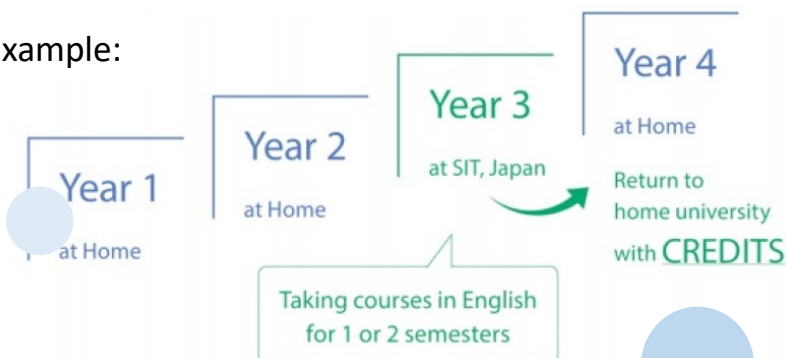 xample:
Year 1
at Home
Year 2
at Home
Year 3
at SIT, Japan
Taking courses in English
for 1 or 2 semesters
Year 4
at Home
Return to
home university
with CREDITS